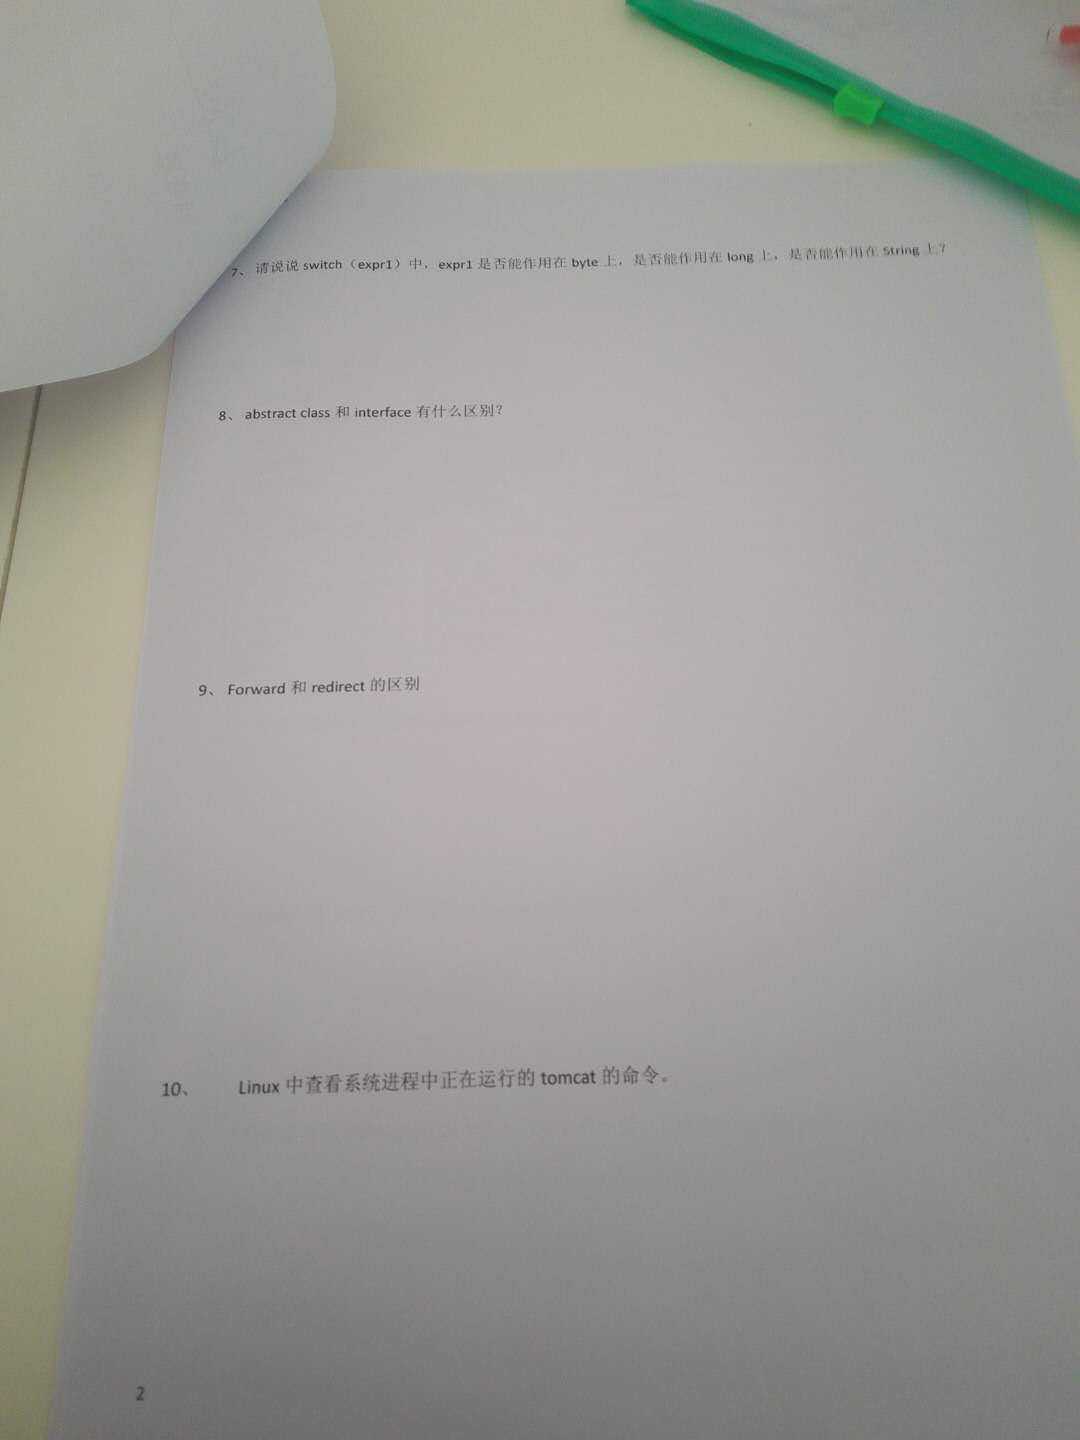 7、 请说说 switch（expr1）中，expr1 是否能作用在 byte 上，是否能作用在 long 上，是否能作用在 String 上？
8、 abstract class 和 interface 有什么区别？
9、 Forward 和 redirect 的区别
10、 Linux 中查看系统进程中正在运行的 tomcat 的命令。
2